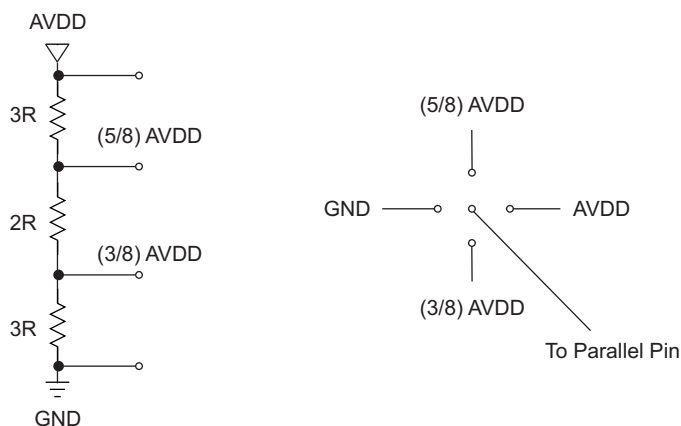 AVDD
3R
(5/8) AVDD
2R
(3/8) AVDD
3R
GND
(5/8) AVDD
GND
AVDD
(3/8) AVDD
To Parallel Pin